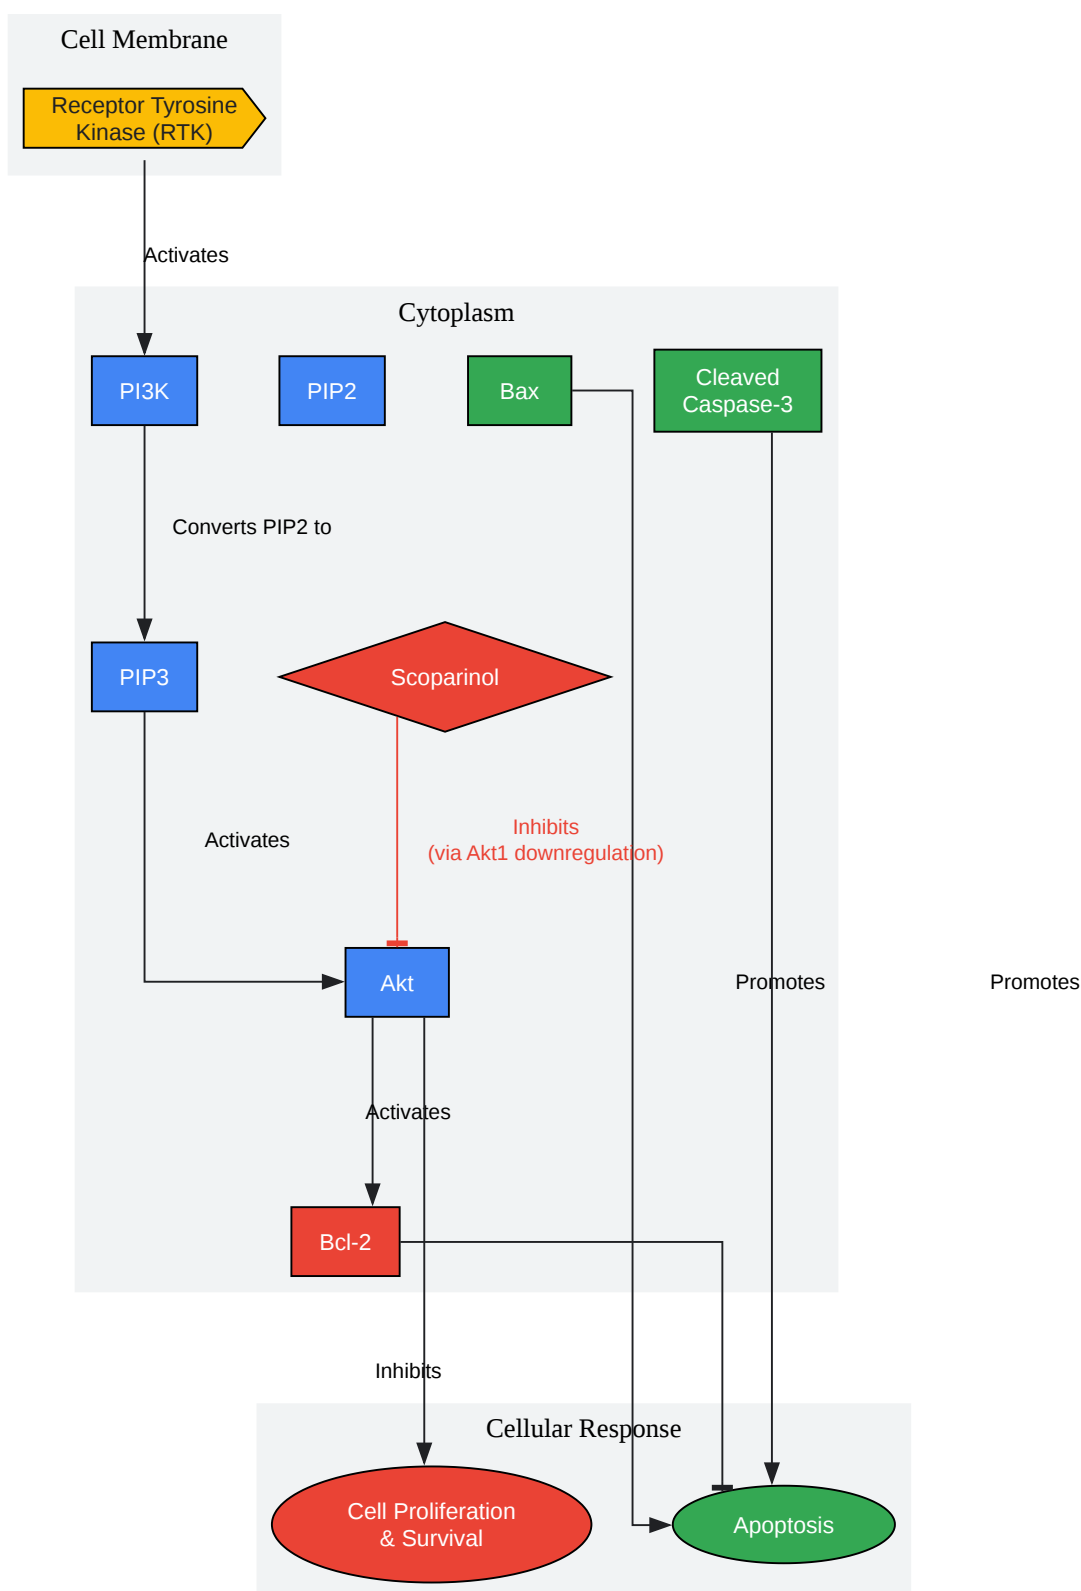 Cell Membrane
Receptor Tyrosine
Kinase (RTK)
Activates
Cytoplasm
PI3K
PIP2
Bax
Cleaved
Caspase-3
Converts PIP2 to
PIP3
Scoparinol
Activates
Inhibits
(via Akt1 downregulation)
Akt
Promotes
Promotes
Activates
Bcl-2
Inhibits
Cellular Response
Cell Proliferation
& Survival
Apoptosis